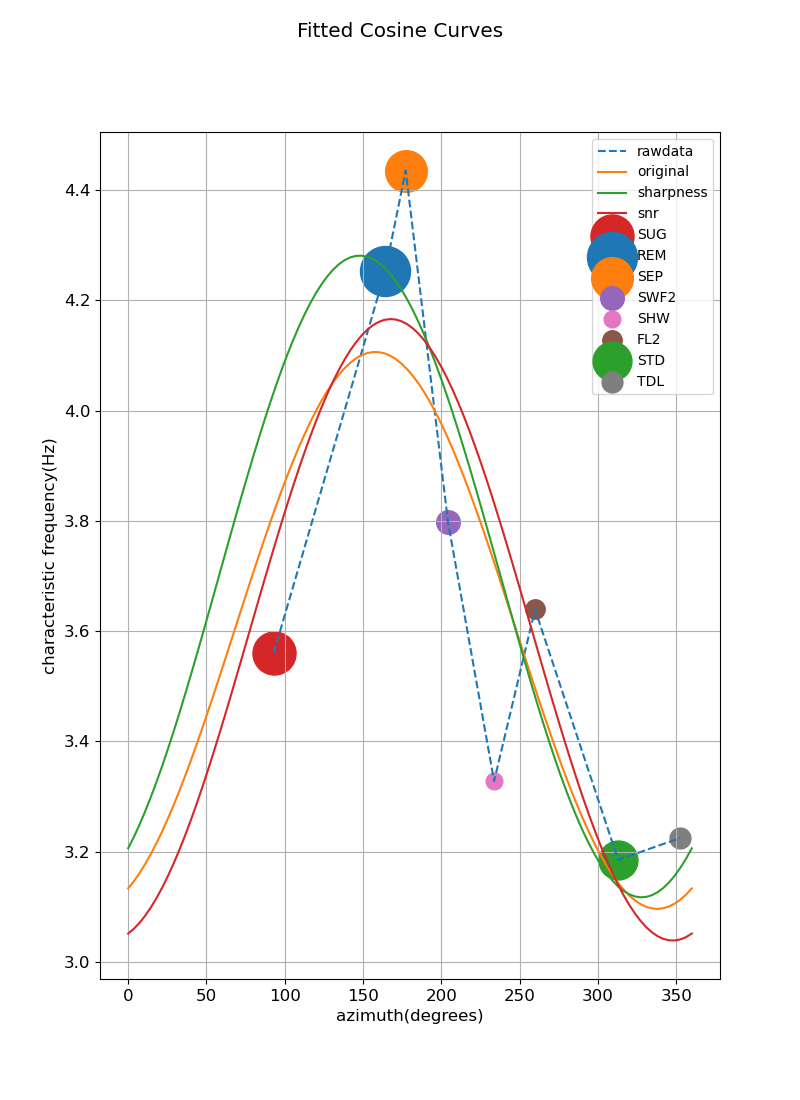 Fitted Cosine Curves
rawdata
original
sharpness
snr
SUG
REM
SEP
SWF2
SHW
FL2
STD
TDL
characteristic frequency(Hz)
4.4
4.2
4.0
3.8
3.6
3.4
3.2
3.0
0 50 100 150 200 250 300 350
azimuth(degrees)